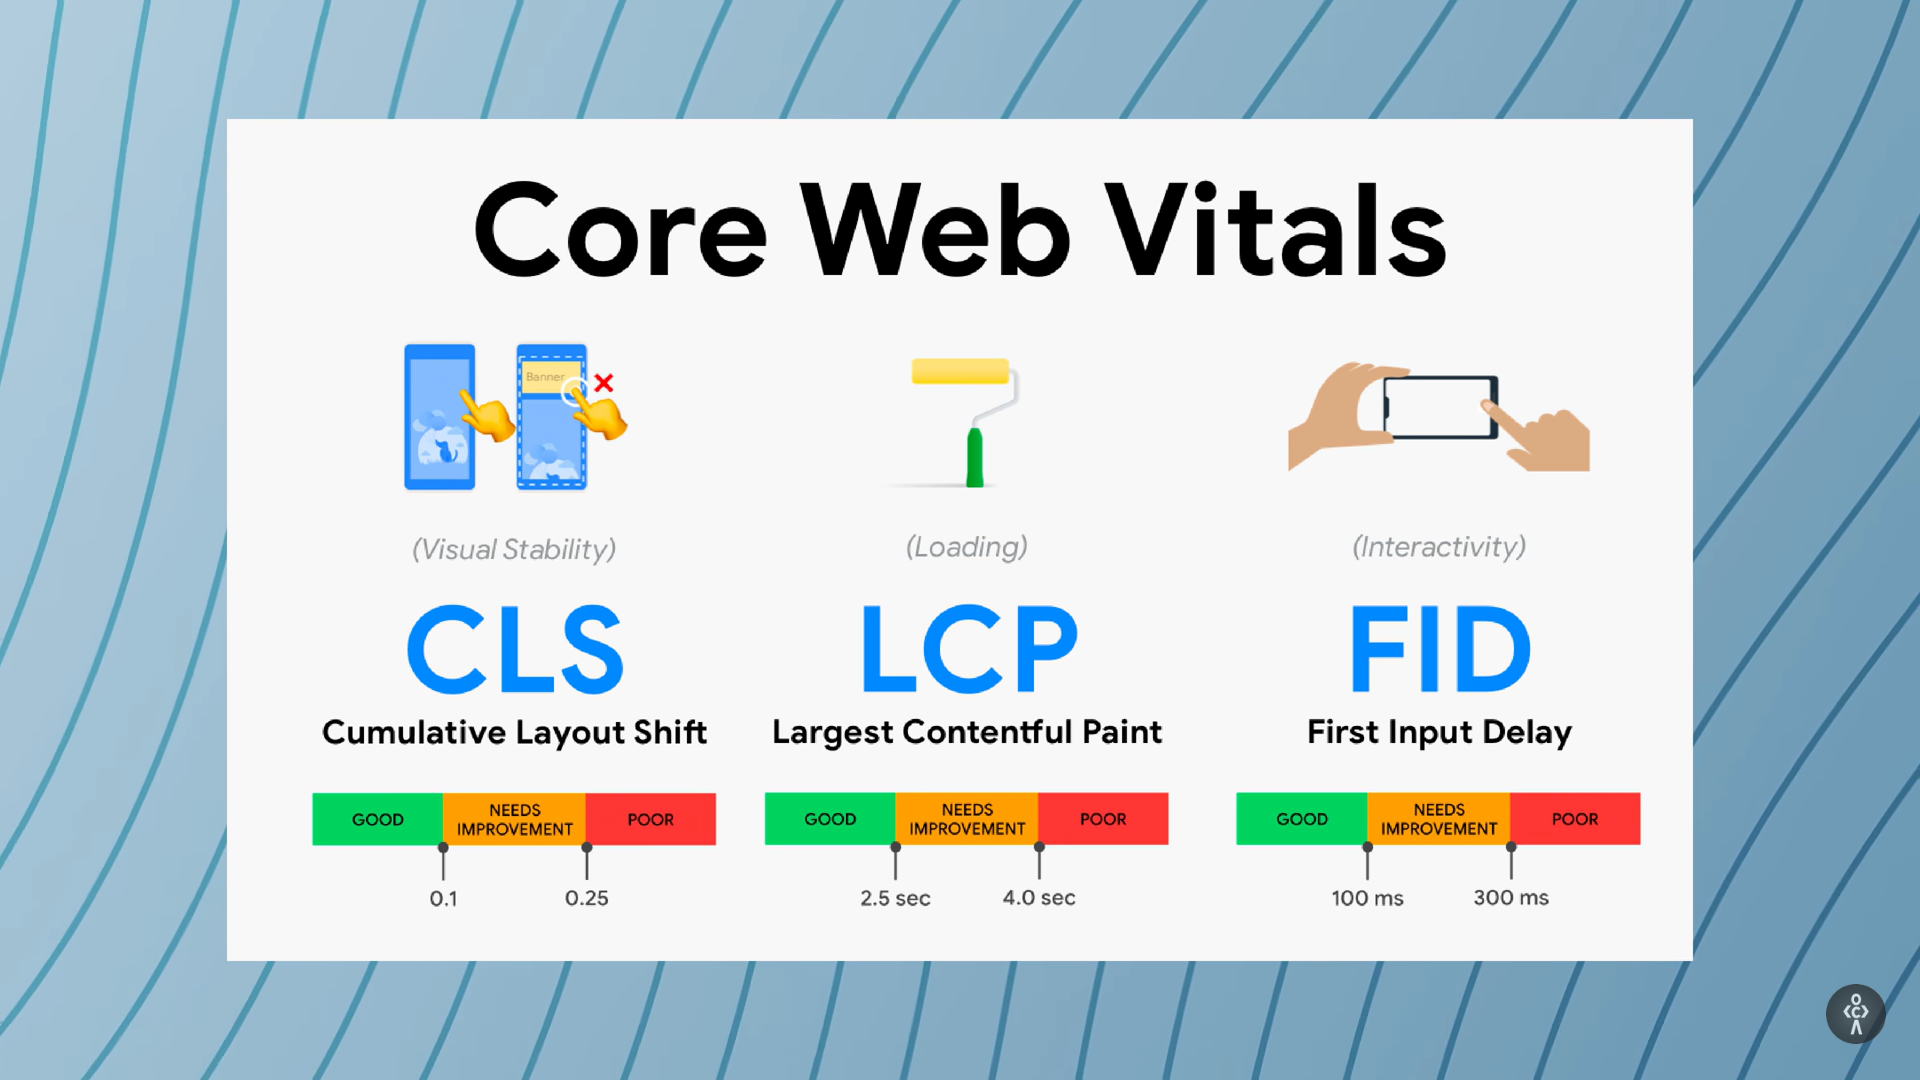 Core Web Vitals
Banner
(Visual Stability)
(Loading)
(Interactivity)
CLS
LCP
FID
Cumulative Layout Shift
Largest Contentful Paint
First Input Delay
GOOD
NEEDS
IMPROVEMENT
POOR
GOOD
NEEDS
IMPROVEMENT
POOR
GOOD
NEEDS
IMPROVEMENT
POOR
0.1
0.25
2.5 sec
4.0 sec
100 ms
300 ms